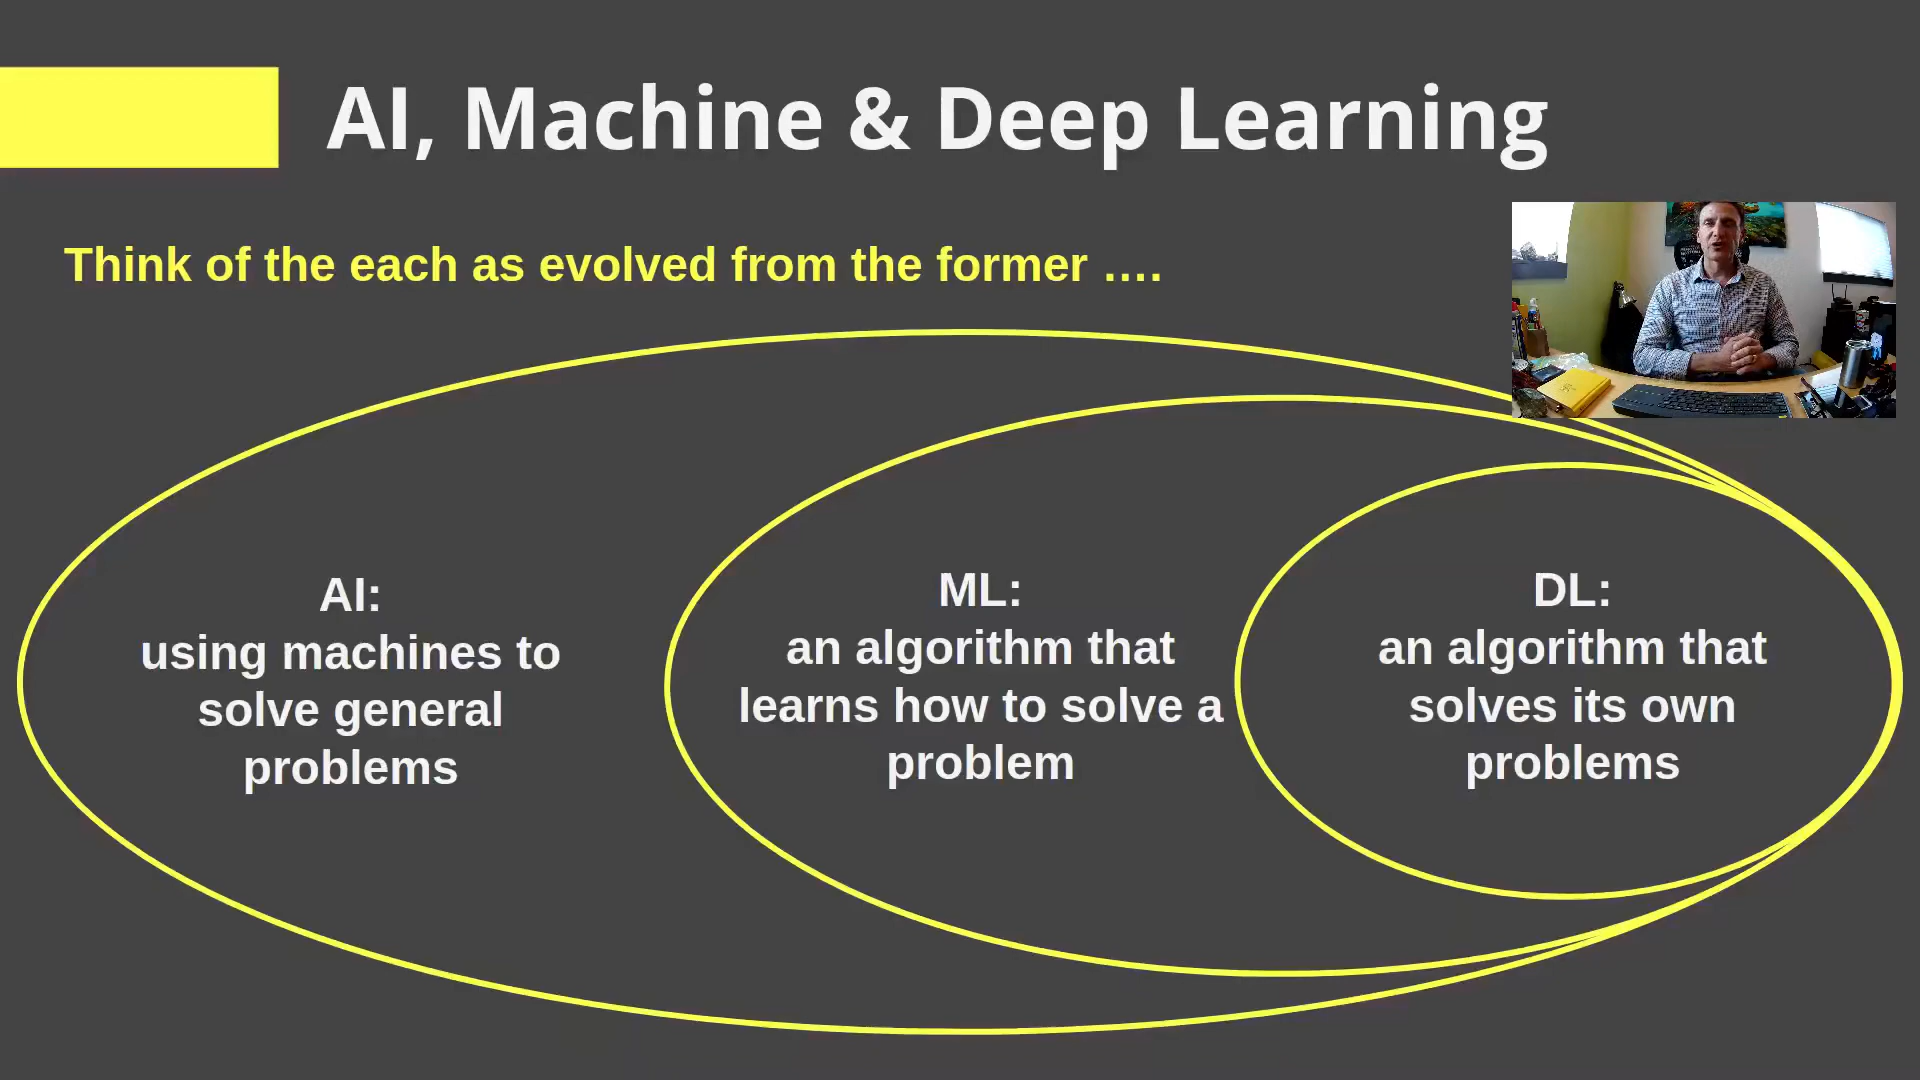 AI, Machine & Deep Learning
Think of the each as evolved from the former ....
AI:
using machines to
solve general
problems
ML:
an algorithm that
learns how to solve a
problem
DL:
an algorithm that
solves its own
problems